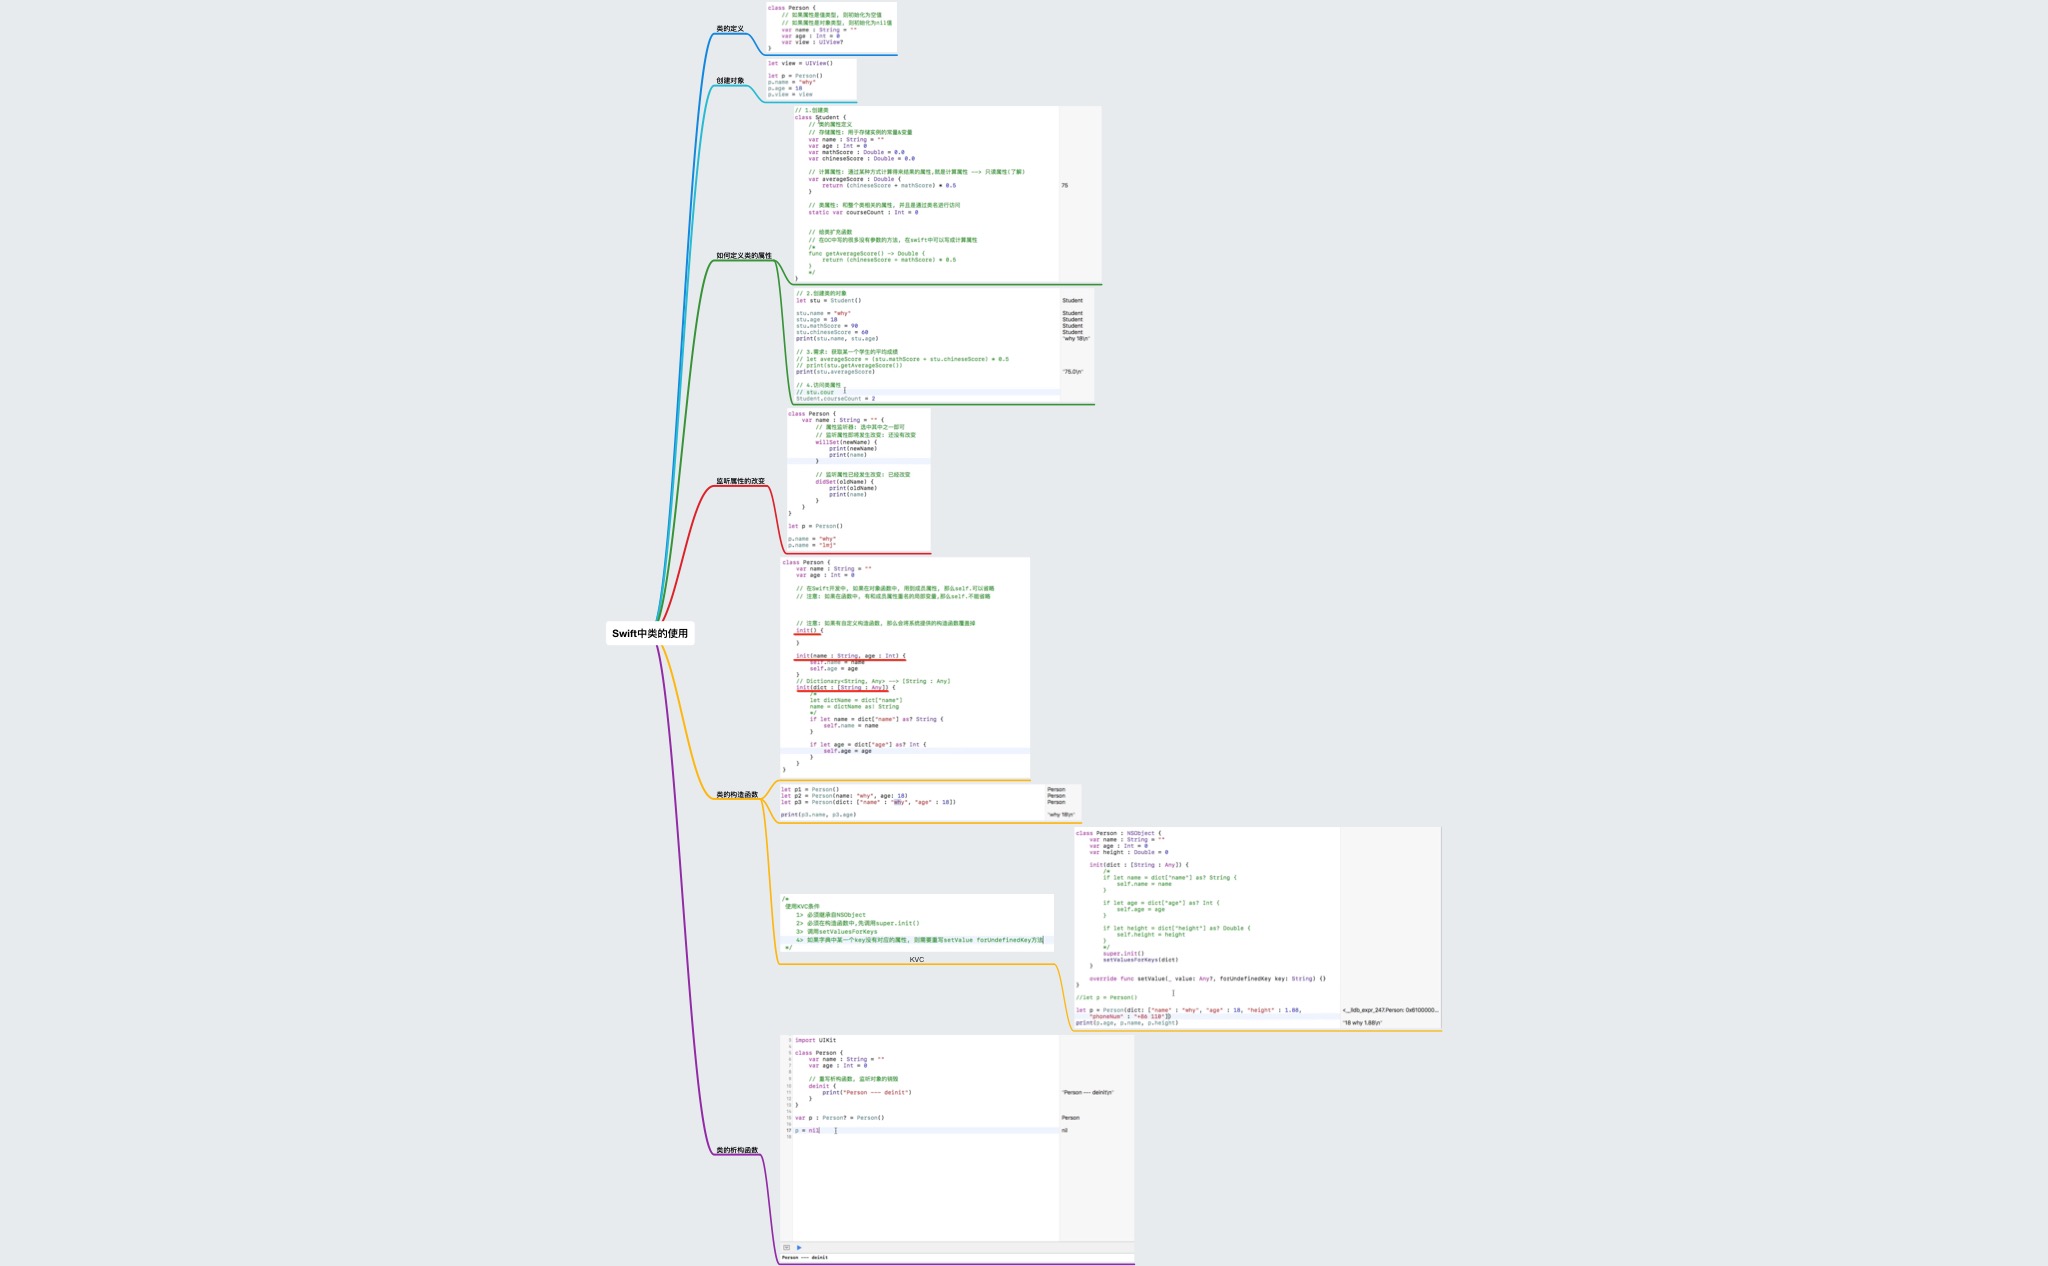 Swift中类的使用
类的定义
class Person {
// 如果属性是值类型, 则初始化为空值
// 如果属性是对象类型, 则初始化为nil值
var name : String = ""
var age : Int = 0
var view : UIView?
}
创建对象
let view = UIView()
let p = Person()
p.name = "why"
p.age = 18
p.view = view
如何定义类的属性
// 1.创建类
class Student {
// 类的属性定义
// 存储属性: 用于存储实例的常量&变量
var name : String = ""
var age : Int = 0
var mathScore : Double = 0.0
var chineseScore : Double = 0.0
// 计算属性: 通过某种方式计算得来结果的属性,就是计算属性 --> 只读属性(了解)
var averageScore : Double {
return (chineseScore + mathScore) * 0.5
75
}
// 类属性: 和整个类相关的属性, 并且是通过类名进行访问
static var courseCount : Int = 0
// 给类扩充函数
// 在OC中写的很多没有参数的方法, 在swift中可以写成计算属性
/*
func getAverageScore() -> Double {
return (chineseScore + mathScore) * 0.5
}
*/
}
// 2.创建类的对象
let stu = Student()
Student
stu.name = "why"
Student
stu.age = 18
Student
stu.mathScore = 90
Student
stu.chineseScore = 60
Student
print(stu.name, stu.age)
"why 18\n"
// 3.需求: 获取某一个学生的平均成绩
// let averageScore = (stu.mathScore + stu.chineseScore) * 0.5
// print(stu.getAverageScore())
print(stu.averageScore)
"75.0\n"
// 4.访问类属性
// stu.cour
Student.courseCount = 2
监听属性的改变
class Person {
var name : String = "" {
// 属性监听器: 选中其中之一即可
// 监听属性即将发生改变: 还没有改变
willSet(newName) {
print(newName)
print(name)
}
// 监听属性已经发生改变: 已经改变
didSet(oldName) {
print(oldName)
print(name)
}
}
}
let p = Person()
p.name = "why"
p.name = "lmj"
类的构造函数
class Person {
var name : String = ""
var age : Int = 0
// 在Swift开发中, 如果在对象函数中, 用到成员属性, 那么self.可以省略
// 注意: 如果在函数中, 有和成员属性重名的局部变量,那么self.不能省略
// 注意: 如果有自定义构造函数, 那么会将系统提供的构造函数覆盖掉
init() {
}
init(name : String, age : Int) {
self.name = name
self.age = age
}
// Dictionary<String, Any> --> [String : Any]
init(dict : [String : Any]) {
/*
let dictName = dict["name"]
name = dictName as! String
*/
if let name = dict["name"] as? String {
self.name = name
}
if let age = dict["age"] as? Int {
self.age = age
}
}
}
let p1 = Person()
Person
let p2 = Person(name: "why", age: 18)
Person
let p3 = Person(dict: ["name" : "why", "age" : 18])
Person
print(p3.name, p3.age)
"why 18\n"
/*
使用KVC条件
1> 必须继承自NSObject
2> 必须在构造函数中,先调用super.init()
3> 调用setValuesForKeys
4> 如果字典中某一个key没有对应的属性, 则需要重写setValue forUndefinedKey方法
*/
KVC
class Person : NSObject {
var name : String = ""
var age : Int = 0
var height : Double = 0
init(dict : [String : Any]) {
/*
if let name = dict["name"] as? String {
self.name = name
}
if let age = dict["age"] as? Int {
self.age = age
}
if let height = dict["height"] as? Double {
self.height = height
}
*/
super.init()
setValuesForKeys(dict)
}
override func setValue(_ value: Any?, forUndefinedKey key: String) {}
}
//let p = Person()
let p = Person(dict: ["name" : "why", "age" : 18, "height" : 1.88,
<__lldb_expr_247.Person: 0x6100000...
"phoneNum" : "+86 110"])
print(p.age, p.name, p.height)
"18 why 1.88\n"
类的析构函数
3 import UIKit
4
5 class Person {
6 var name : String = ""
7 var age : Int = 0
8
9 // 重写析构函数, 监听对象的销毁
10 deinit {
11 print("Person --- deinit")
"Person --- deinit\n"
12 }
13 }
14
15 var p : Person? = Person()
Person
16
17 p = nil
nil
18
Person --- deinit